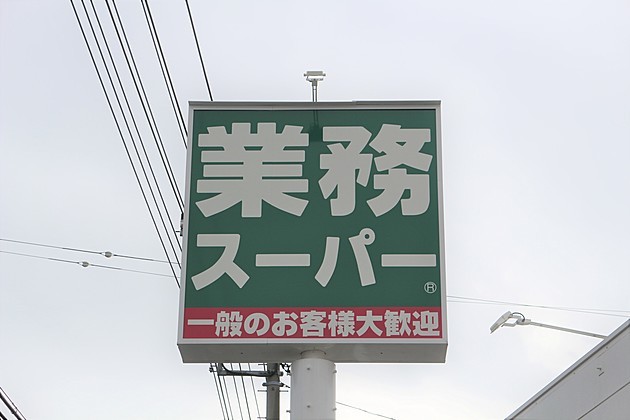 業務
スーパー
®
一般のお客様大歓迎